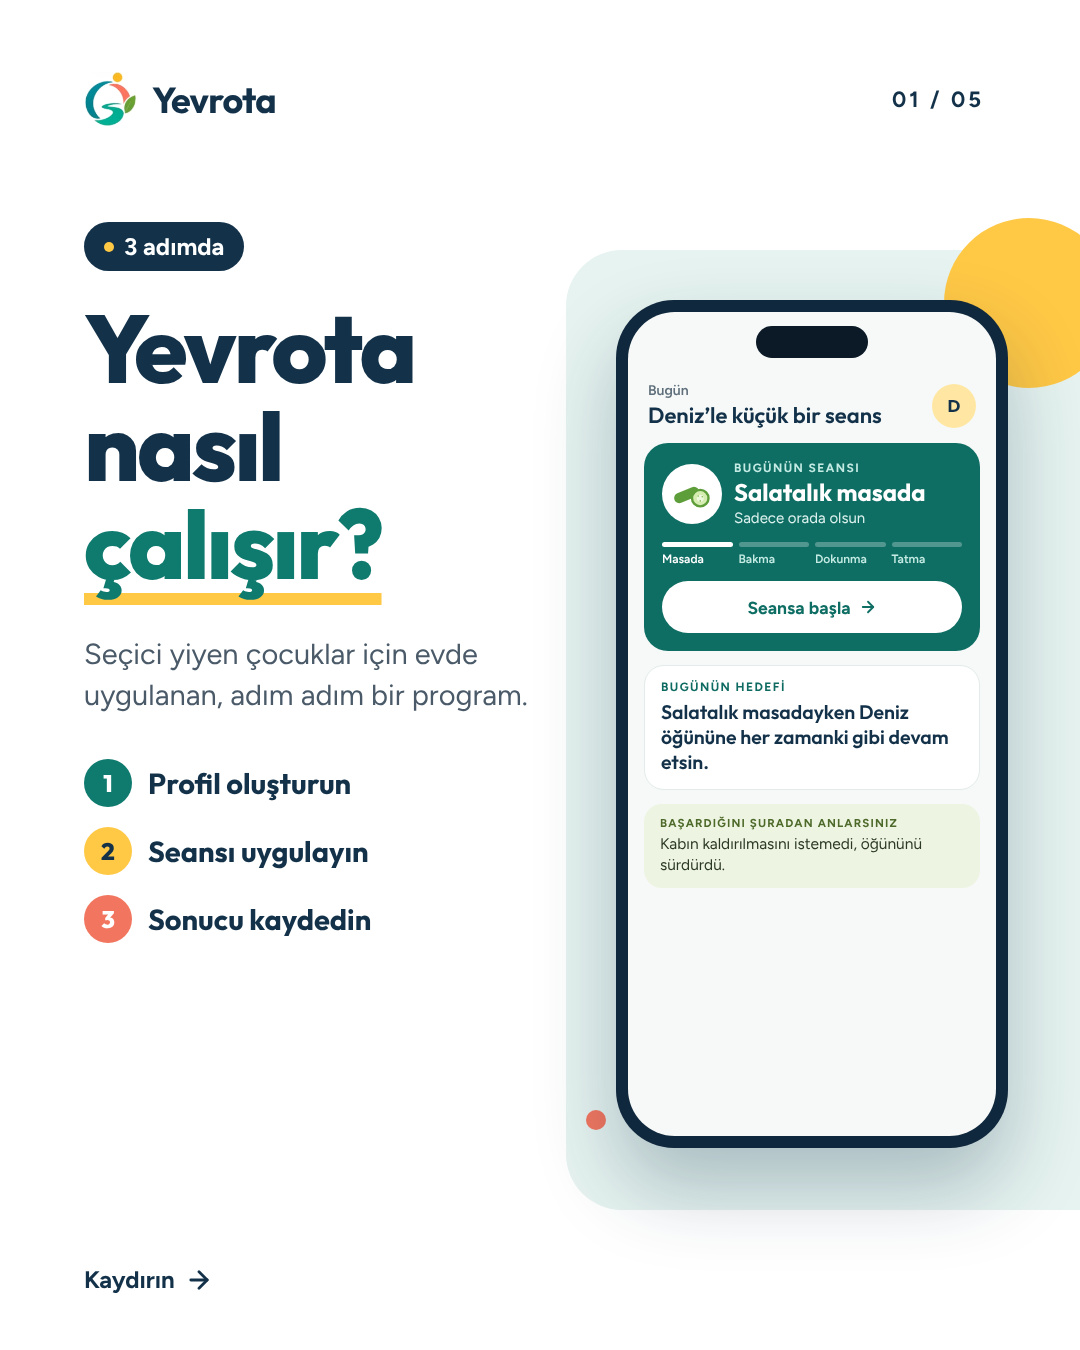 Yevrota
01 / 05
3 adımda
Yevrota
nasıl
çalışır?
Seçici yiyen çocuklar için evde
uygulanan, adım adım bir program.
1 Profil oluşturun
2 Seansı uygulayın
3 Sonucu kaydedin
Kaydırın →
Bugün
Deniz’le küçük bir seans
D
BUGÜNÜN SEANSI
Salatalık masada
Sadece orada olsun
Masada Bakma Dokunma Tatma
Seansa başla →
BUGÜNÜN HEDEFİ
Salatalık masadayken Deniz
öğününe her zamanki gibi devam
etsin.
BAŞARDIĞINI ŞURADAN ANLARSINIZ
Kabın kaldırılmasını istemedi, öğününü
sürdürdü.